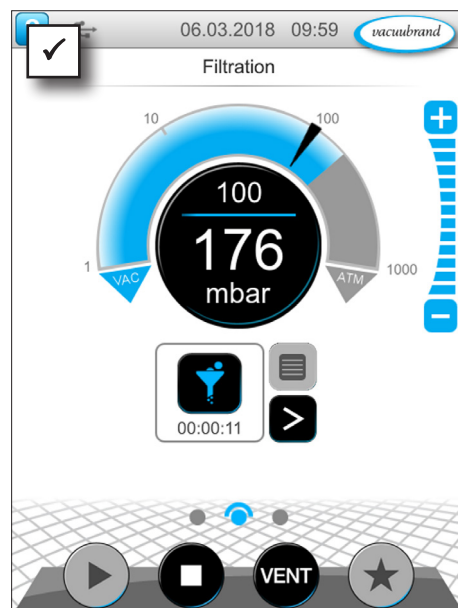 06.03.2018 09:59 vacuubrand
Filtration
10
100
1
1000
VAC
ATM
100
176
mbar
00:00:11
VENT